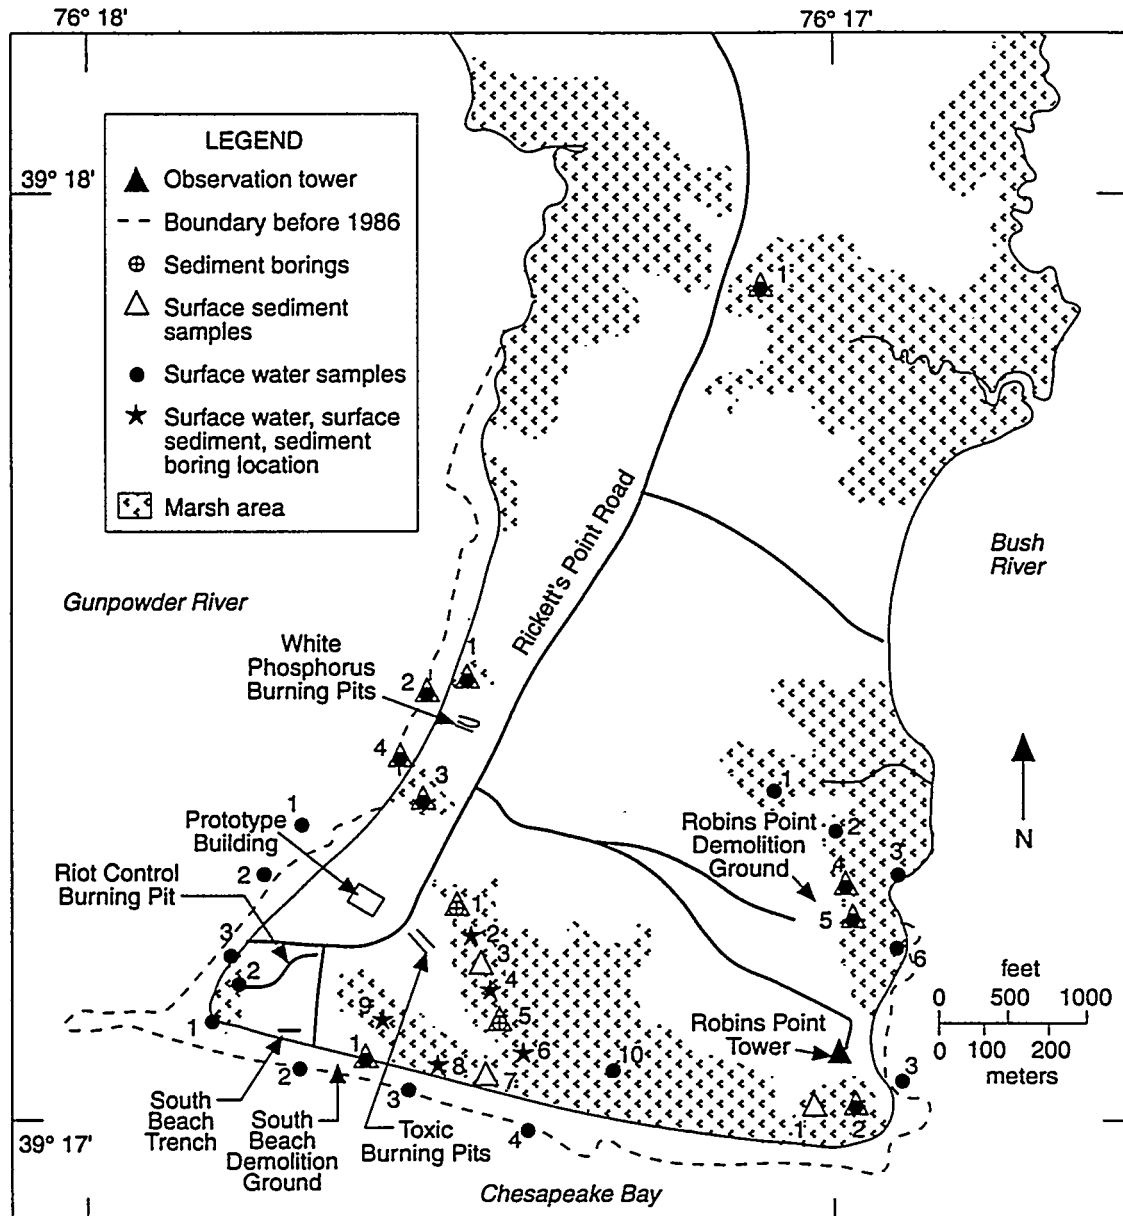 76° 18'
76° 17'
LEGEND
Observation tower
Boundary before 1986
Sediment borings
Surface sediment
samples
Surface water samples
Surface water, surface
sediment, sediment
boring location
Marsh area
39° 18'
1
Rickett's Point Road
Bush
River
Gunpowder River
White
Phosphorus
Burning Pits
1
2
4
3
1
Prototype
Building
2
Riot Control
Burning Pit
3
2
1
1
2
Robins Point
Demolition
Ground
4
3
5
6
N
1
2
3
4
5
9
6
10
8
7
1
2
3
4
feet
0 500 1000
0 100 200
meters
Robins Point
Tower
3
1
2
South
Beach
Trench
South
Beach
Demolition
Ground
Toxic
Burning Pits
39° 17'
Chesapeake Bay